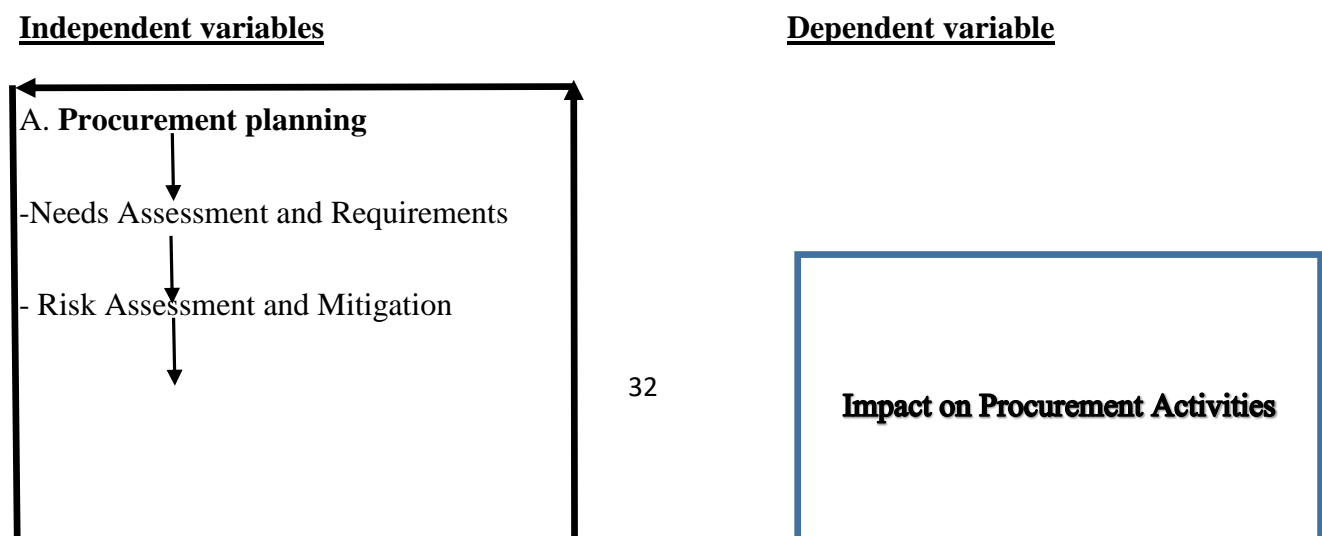 Independent variables
Dependent variable
A. Procurement planning
-Needs Assessment and Requirements
- Risk Assessment and Mitigation
32
Impact on Procurement Activities